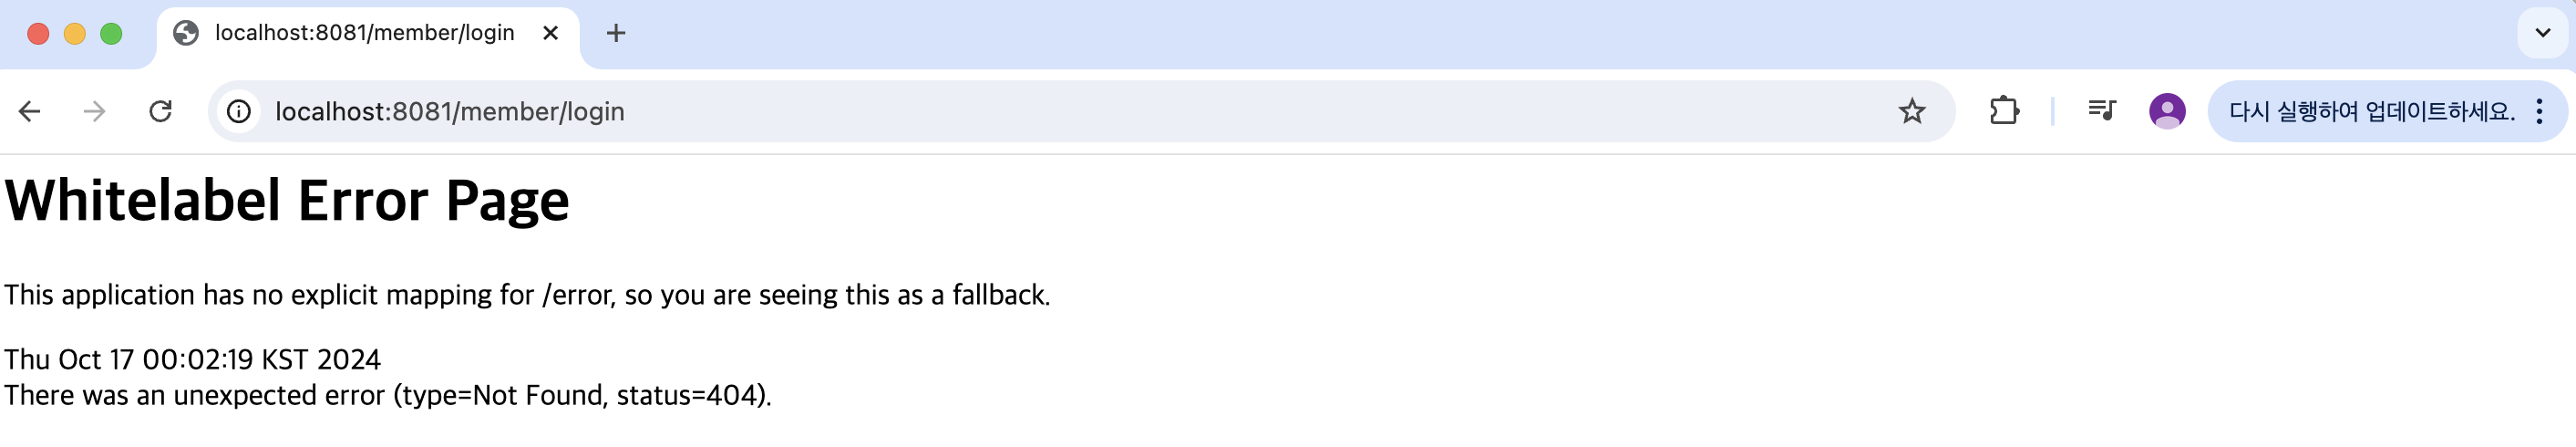 localhost:8081/member/login
localhost:8081/member/login
다시 실행하여 업데이트하세요.
Whitelabel Error Page
This application has no explicit mapping for /error, so you are seeing this as a fallback.
Thu Oct 17 00:02:19 KST 2024
There was an unexpected error (type=Not Found, status=404).